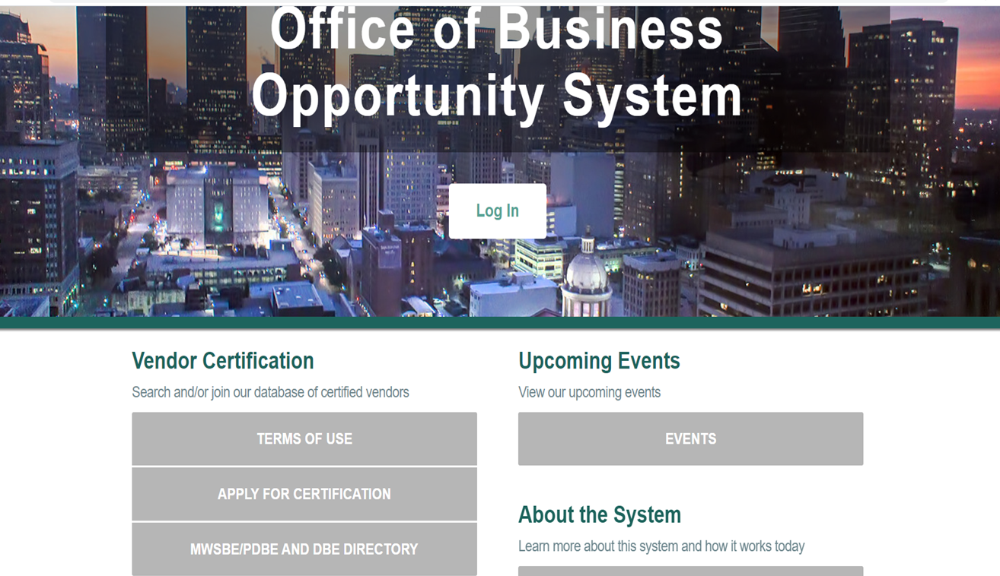 Office of Business
Opportunity System
Log In
Vendor Certification
Search and/or join our database of certified vendors
TERMS OF USE
APPLY FOR CERTIFICATION
MWSBE/PDBE AND DBE DIRECTORY
Upcoming Events
View our upcoming events
EVENTS
About the System
Learn more about this system and how it works today